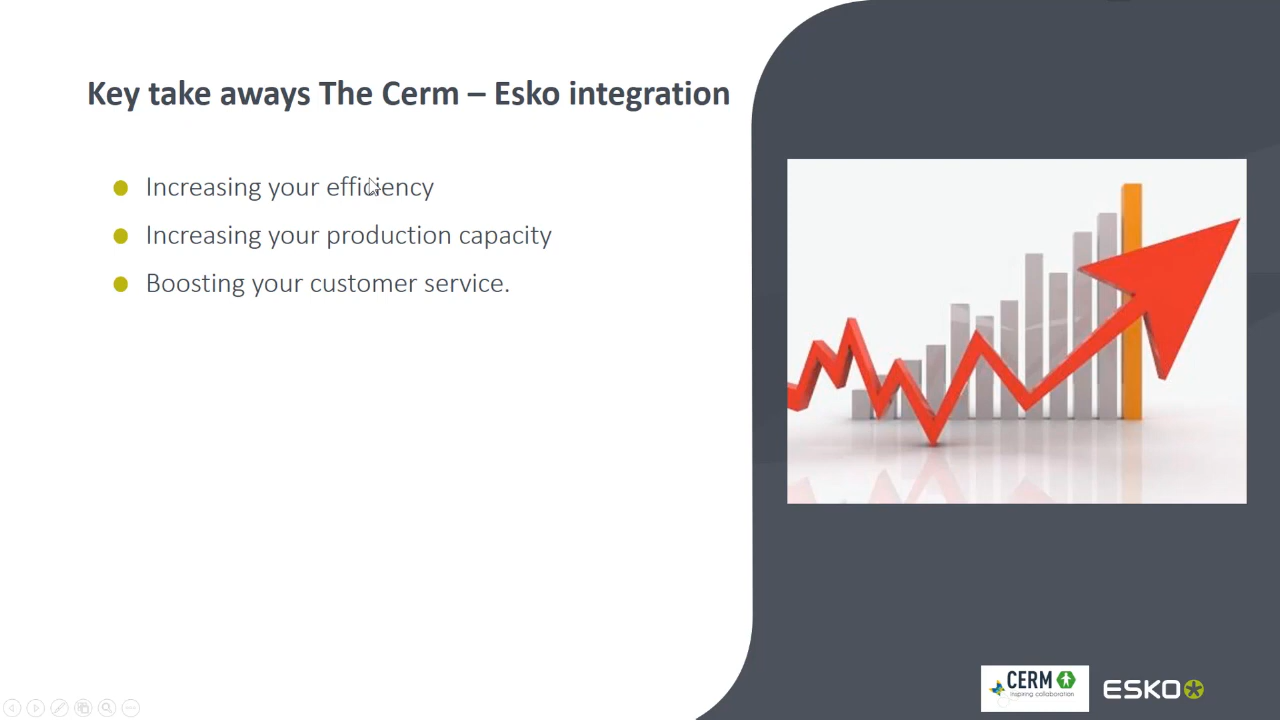 Key take aways The Cerm – Esko integration
Increasing your efficiency
Increasing your production capacity
Boosting your customer service.
CERM
inspiring collaboration
ESKO